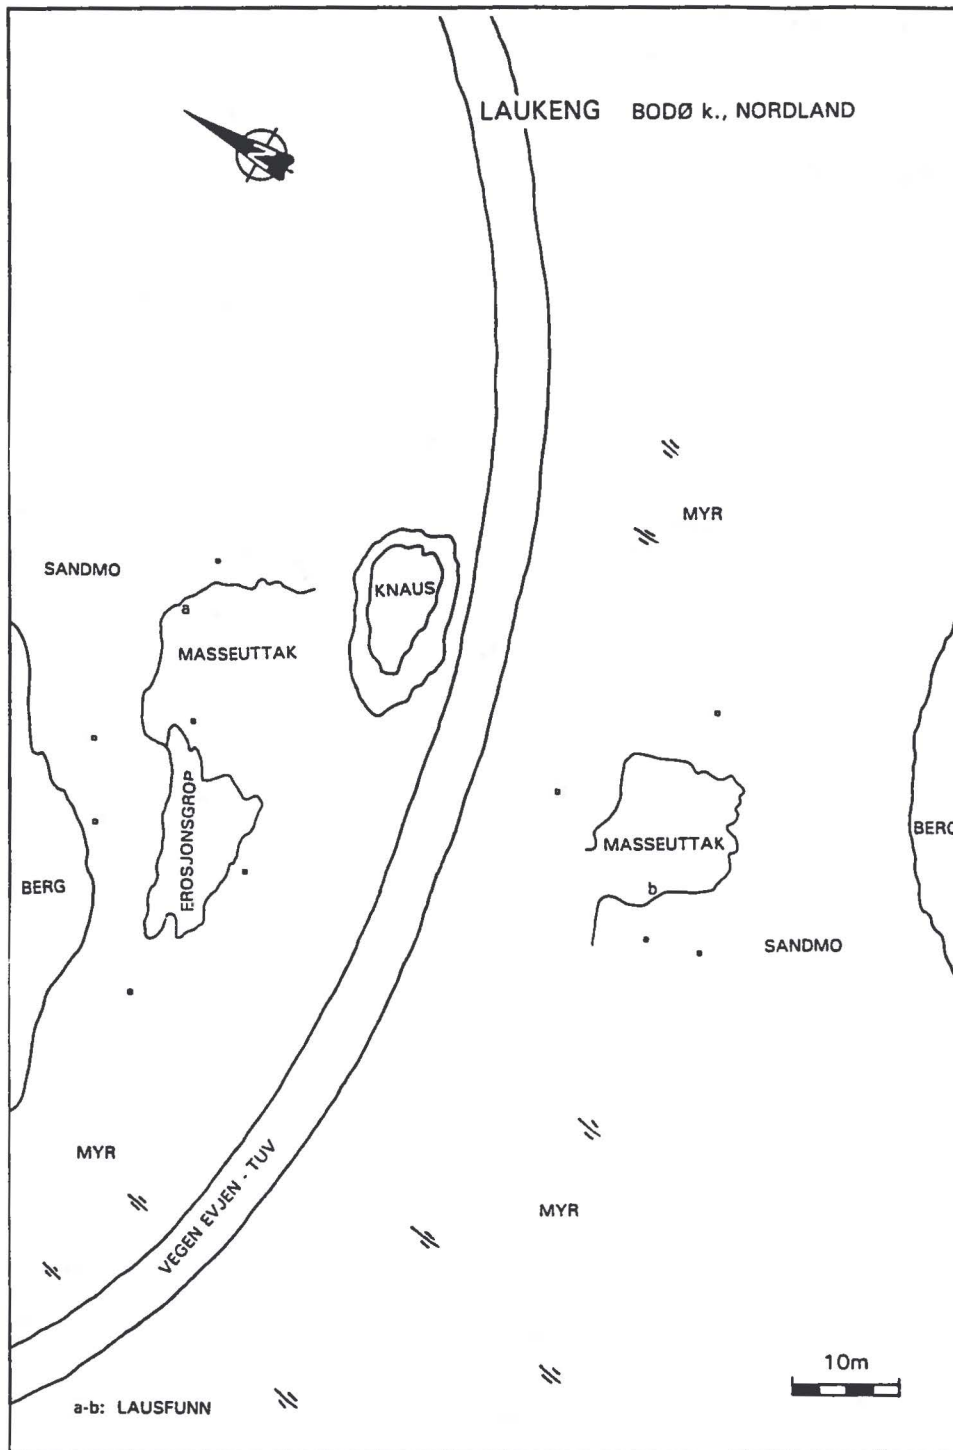 LAUKENG BODØ k., NORDLAND
N
MYR
SANDMO
KNAUS
a
MASSEUTTAK
EROSJONSGROP
MASSEUTTAK
BERG
BERG
b
SANDMO
MYR
VEGEN EVJEN - TUV
MYR
10m
a-b: LAUSFUNN